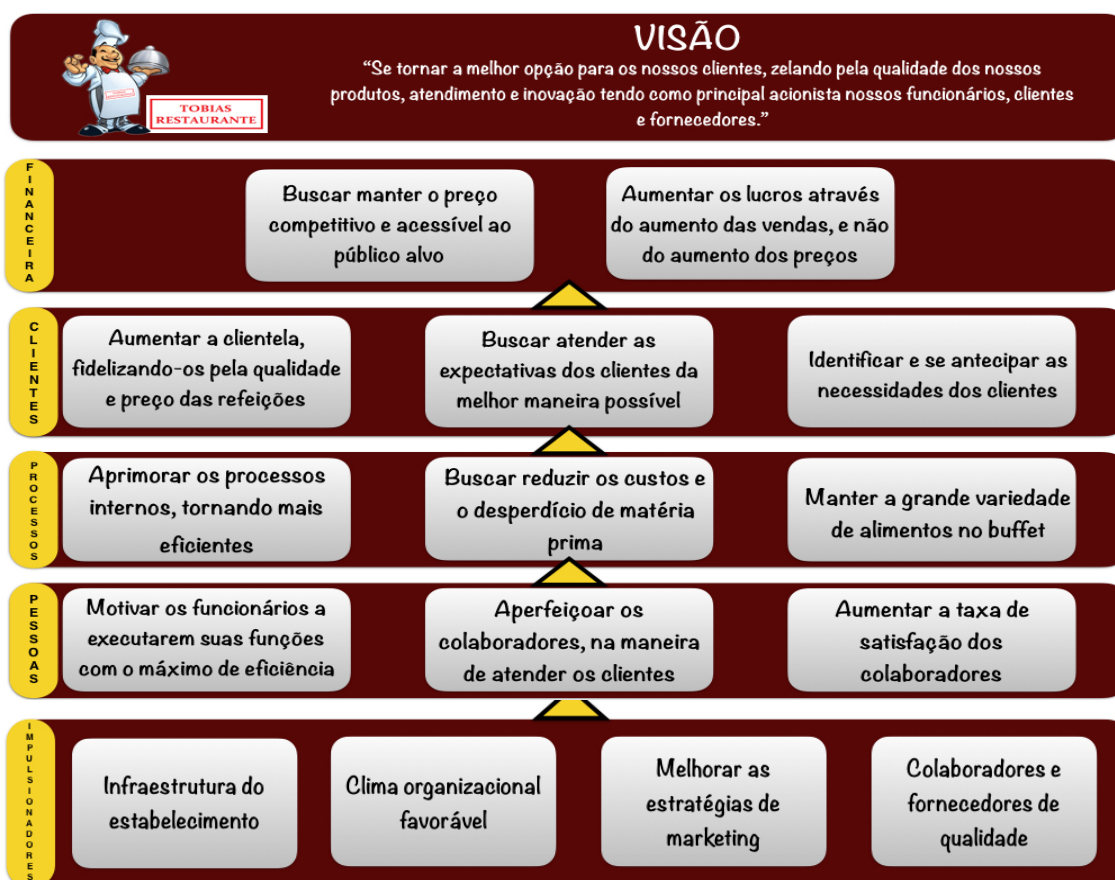 VISÃO
“Se tornar a melhor opção para os nossos clientes, zelando pela qualidade dos nossos
produtos, atendimento e inovação tendo como principal acionista nossos funcionários, clientes
e fornecedores.”
TOBIAS
RESTAURANTE
FINANCEIRA
Buscar manter o preço
competitivo e acessível ao
público alvo
Aumentar os lucros através
do aumento das vendas, e não
do aumento dos preços
CLIENTES
Aumentar a clientela,
fidelizando-os pela qualidade
e preço das refeições
Buscar atender as
expectativas dos clientes da
melhor maneira possível
Identificar e se antecipar as
necessidades dos clientes
PROCESSOS
Aprimorar os processos
internos, tornando mais
eficientes
Buscar reduzir os custos e
o desperdício de matéria
prima
Manter a grande variedade
de alimentos no buffet
PESSOAS
Motivar os funcionários a
executarem suas funções
com o máximo de eficiência
Aperfeiçoar os
colaboradores, na maneira
de atender os clientes
Aumentar a taxa de
satisfação dos
colaboradores
IMPULSIONADORES
Infraestrutura do
estabelecimento
Clima organizacional
favorável
Melhorar as
estratégias de
marketing
Colaboradores e
fornecedores de
qualidade